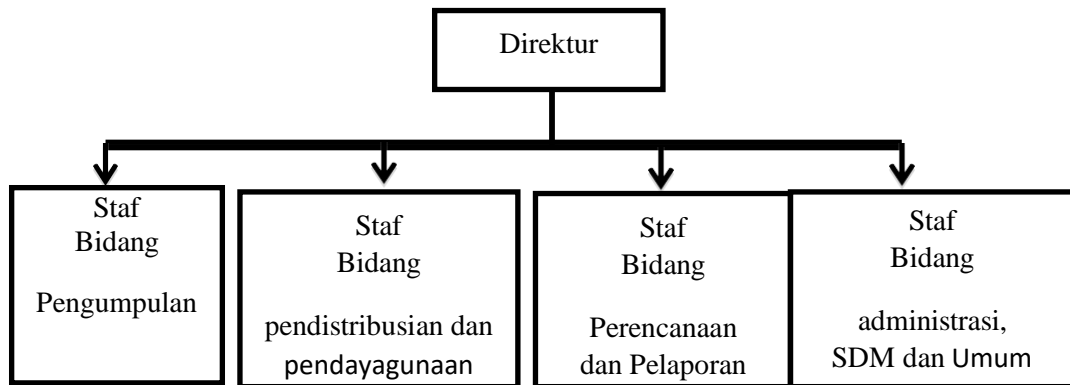 Direktur
Staf
Bidang
Pengumpulan
Staf
Bidang
pendistribusian dan
pendayagunaan
Staf
Bidang
Perencanaan
dan Pelaporan
Staf
Bidang
administrasi,
SDM dan Umum